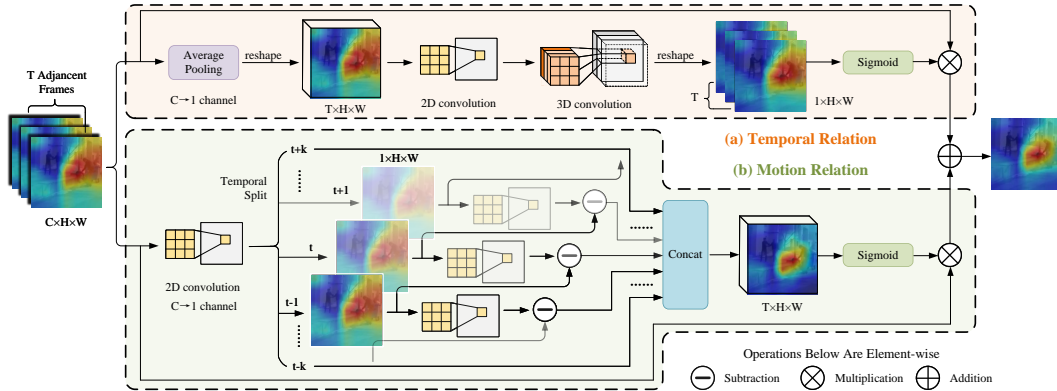 T Adjancent
Frames
C×H×W
Average
Pooling
C→1 channel
reshape
T×H×W
2D convolution
3D convolution
reshape
T
1×H×W
Sigmoid
(a) Temporal Relation
(b) Motion Relation
2D convolution
C→1 channel
Temporal
Split
t+k
1×H×W
t+1
t
t-1
t-k
Concat
T×H×W
Sigmoid
Operations Below Are Element-wise
Subtraction
Multiplication
Addition